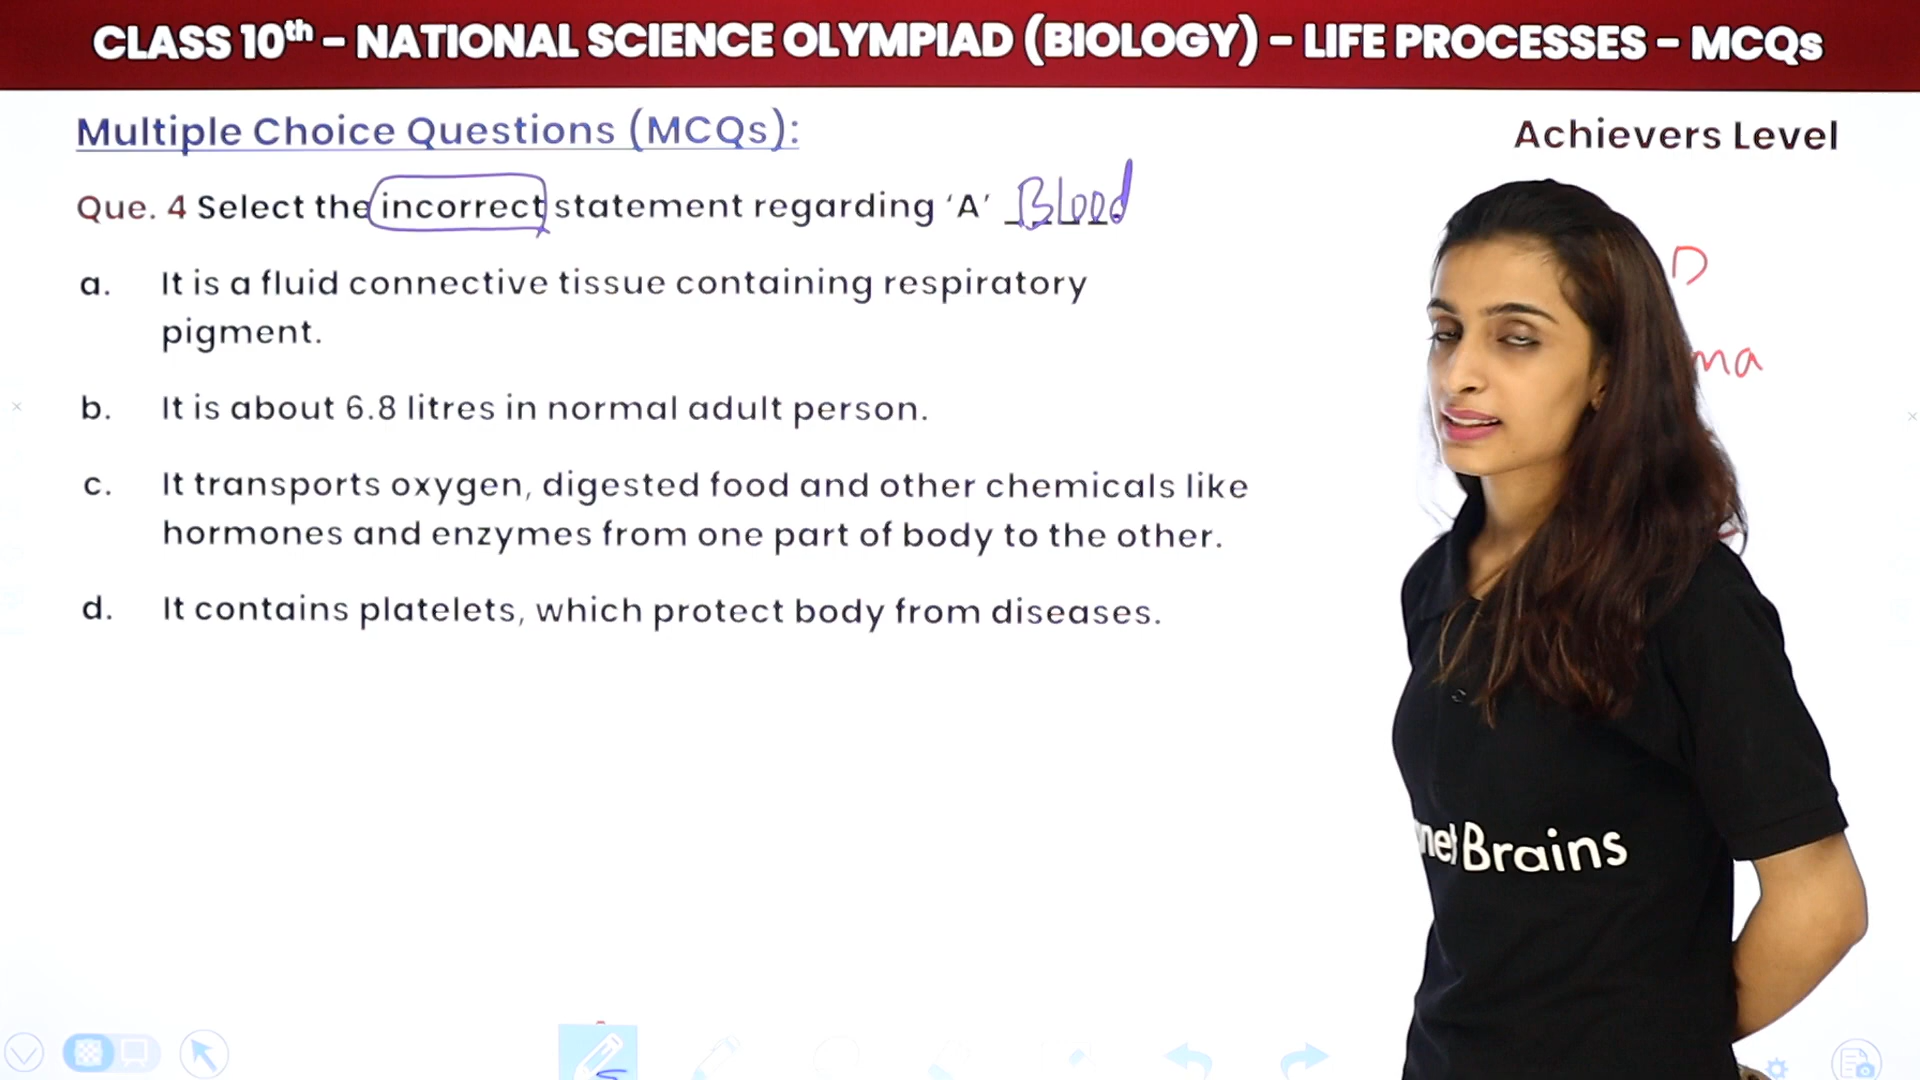 CLASS 10th - NATIONAL SCIENCE OLYMPIAD (BIOLOGY) - LIFE PROCESSES - MCQs
Multiple Choice Questions (MCQs):
Achievers Level
Que. 4 Select the incorrect statement regarding ‘A’ Blood
a. It is a fluid connective tissue containing respiratory
pigment.
b. It is about 6.8 litres in normal adult person.
c. It transports oxygen, digested food and other chemicals like
hormones and enzymes from one part of body to the other.
d. It contains platelets, which protect body from diseases.
D
ma
net Brains